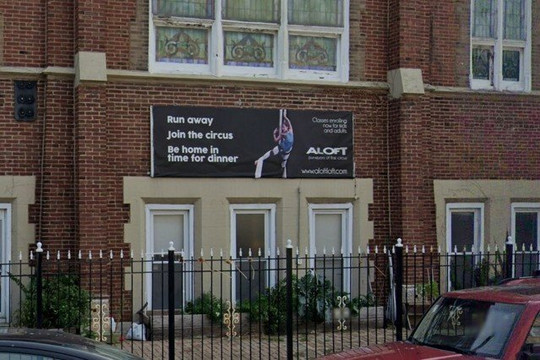 Run away
Join the circus
Be home in
time for dinner
Classes enrolling
now for kids
and adults.
ALOFT
www.aloftloft.com